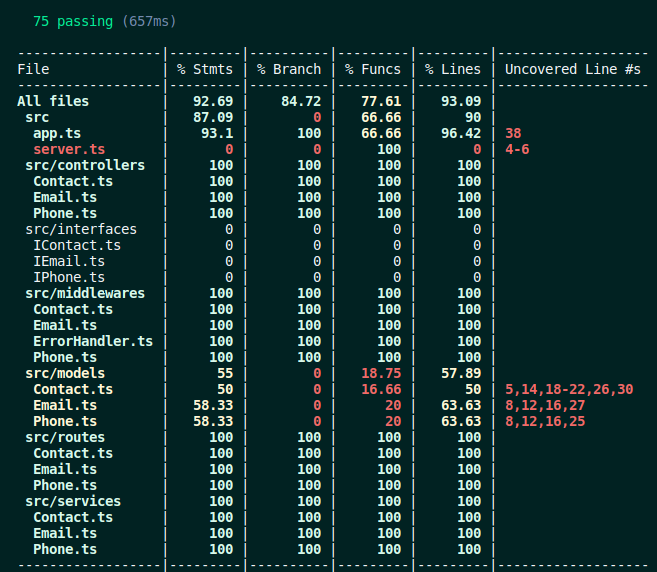 75 passing (657ms)
------------------|---------|----------|---------|---------|-------------------
File              | % Stmts | % Branch | % Funcs | % Lines | Uncovered Line #s
------------------|---------|----------|---------|---------|-------------------
All files         |   92.69 |    84.72 |   77.61 |   93.09 |
 src              |   87.09 |        0 |   66.66 |      90 |
  app.ts          |    93.1 |      100 |   66.66 |   96.42 | 38
  server.ts       |       0 |        0 |     100 |       0 | 4-6
 src/controllers  |     100 |      100 |     100 |     100 |
  Contact.ts      |     100 |      100 |     100 |     100 |
  Email.ts        |     100 |      100 |     100 |     100 |
  Phone.ts        |     100 |      100 |     100 |     100 |
 src/interfaces   |       0 |        0 |       0 |       0 |
  IContact.ts     |       0 |        0 |       0 |       0 |
  IEmail.ts       |       0 |        0 |       0 |       0 |
  IPhone.ts       |       0 |        0 |       0 |       0 |
 src/middlewares  |     100 |      100 |     100 |     100 |
  Contact.ts      |     100 |      100 |     100 |     100 |
  Email.ts        |     100 |      100 |     100 |     100 |
  ErrorHandler.ts |     100 |      100 |     100 |     100 |
  Phone.ts        |     100 |      100 |     100 |     100 |
 src/models       |      55 |        0 |   18.75 |   57.89 |
  Contact.ts      |      50 |        0 |   16.66 |      50 | 5,14,18-22,26,30
  Email.ts        |   58.33 |        0 |      20 |   63.63 | 8,12,16,27
  Phone.ts        |   58.33 |        0 |      20 |   63.63 | 8,12,16,25
 src/routes       |     100 |      100 |     100 |     100 |
  Contact.ts      |     100 |      100 |     100 |     100 |
  Email.ts        |     100 |      100 |     100 |     100 |
  Phone.ts        |     100 |      100 |     100 |     100 |
 src/services     |     100 |      100 |     100 |     100 |
  Contact.ts      |     100 |      100 |     100 |     100 |
  Email.ts        |     100 |      100 |     100 |     100 |
  Phone.ts        |     100 |      100 |     100 |     100 |
------------------|---------|----------|---------|---------|-------------------